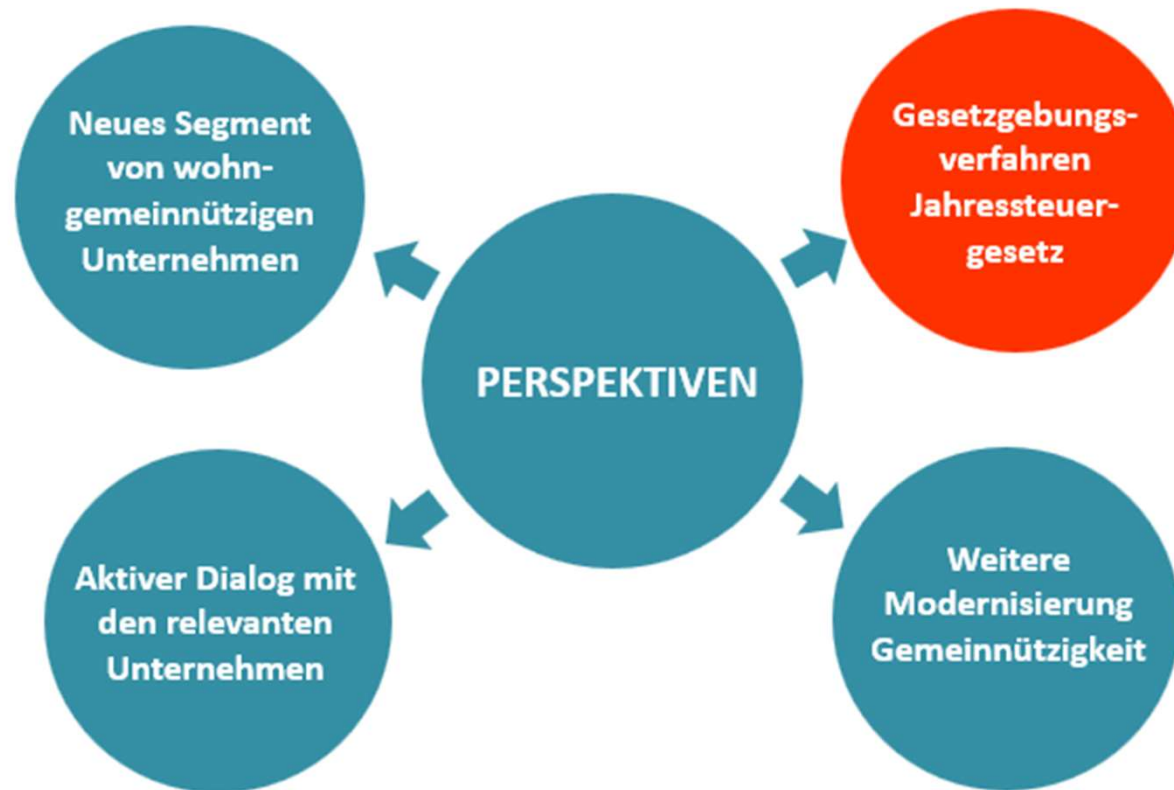 Neues Segment
von wohn-
gemeinnützigen
Unternehmen
Gesetzgebungs-
verfahren
Jahressteuer-
gesetz
PERSPEKTIVEN
Aktiver Dialog mit
den relevanten
Unternehmen
Weitere
Modernisierung
Gemeinnützigkeit